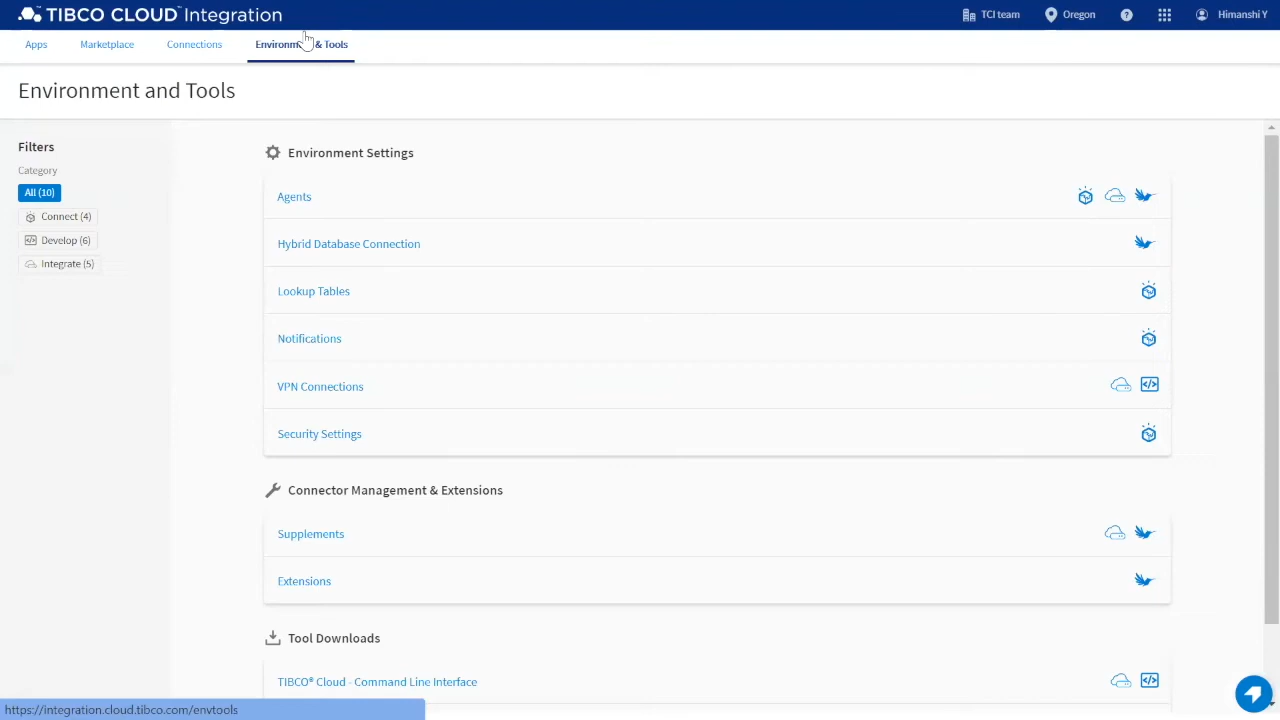 TIBCO CLOUD™ Integration
TCI team
Oregon
?
Himanshi Y
Apps
Marketplace
Connections
Environm & Tools
Environment and Tools
Filters
Category
All (10)
Connect (4)
Develop (6)
Integrate (5)
Environment Settings
Agents
Hybrid Database Connection
Lookup Tables
Notifications
VPN Connections
Security Settings
Connector Management & Extensions
Supplements
Extensions
Tool Downloads
TIBCO® Cloud - Command Line Interface
https://integration.cloud.tibco.com/envtools